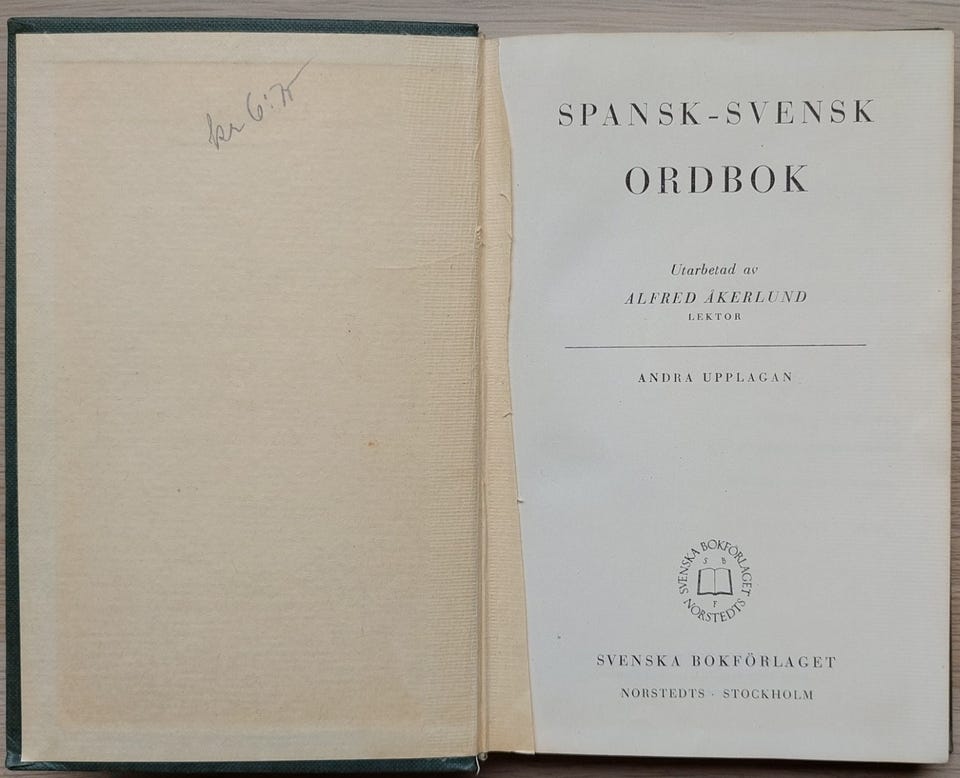 kr 6:75
SPANSK-SVENSK
ORDBOK
Utarbetad av
ALFRED ÅKERLUND
LEKTOR
ANDRA UPPLAGAN
SVENSKA BOKFÖRLAGET
S B
F
NORSTEDTS
SVENSKA BOKFÖRLAGET
NORSTEDTS · STOCKHOLM